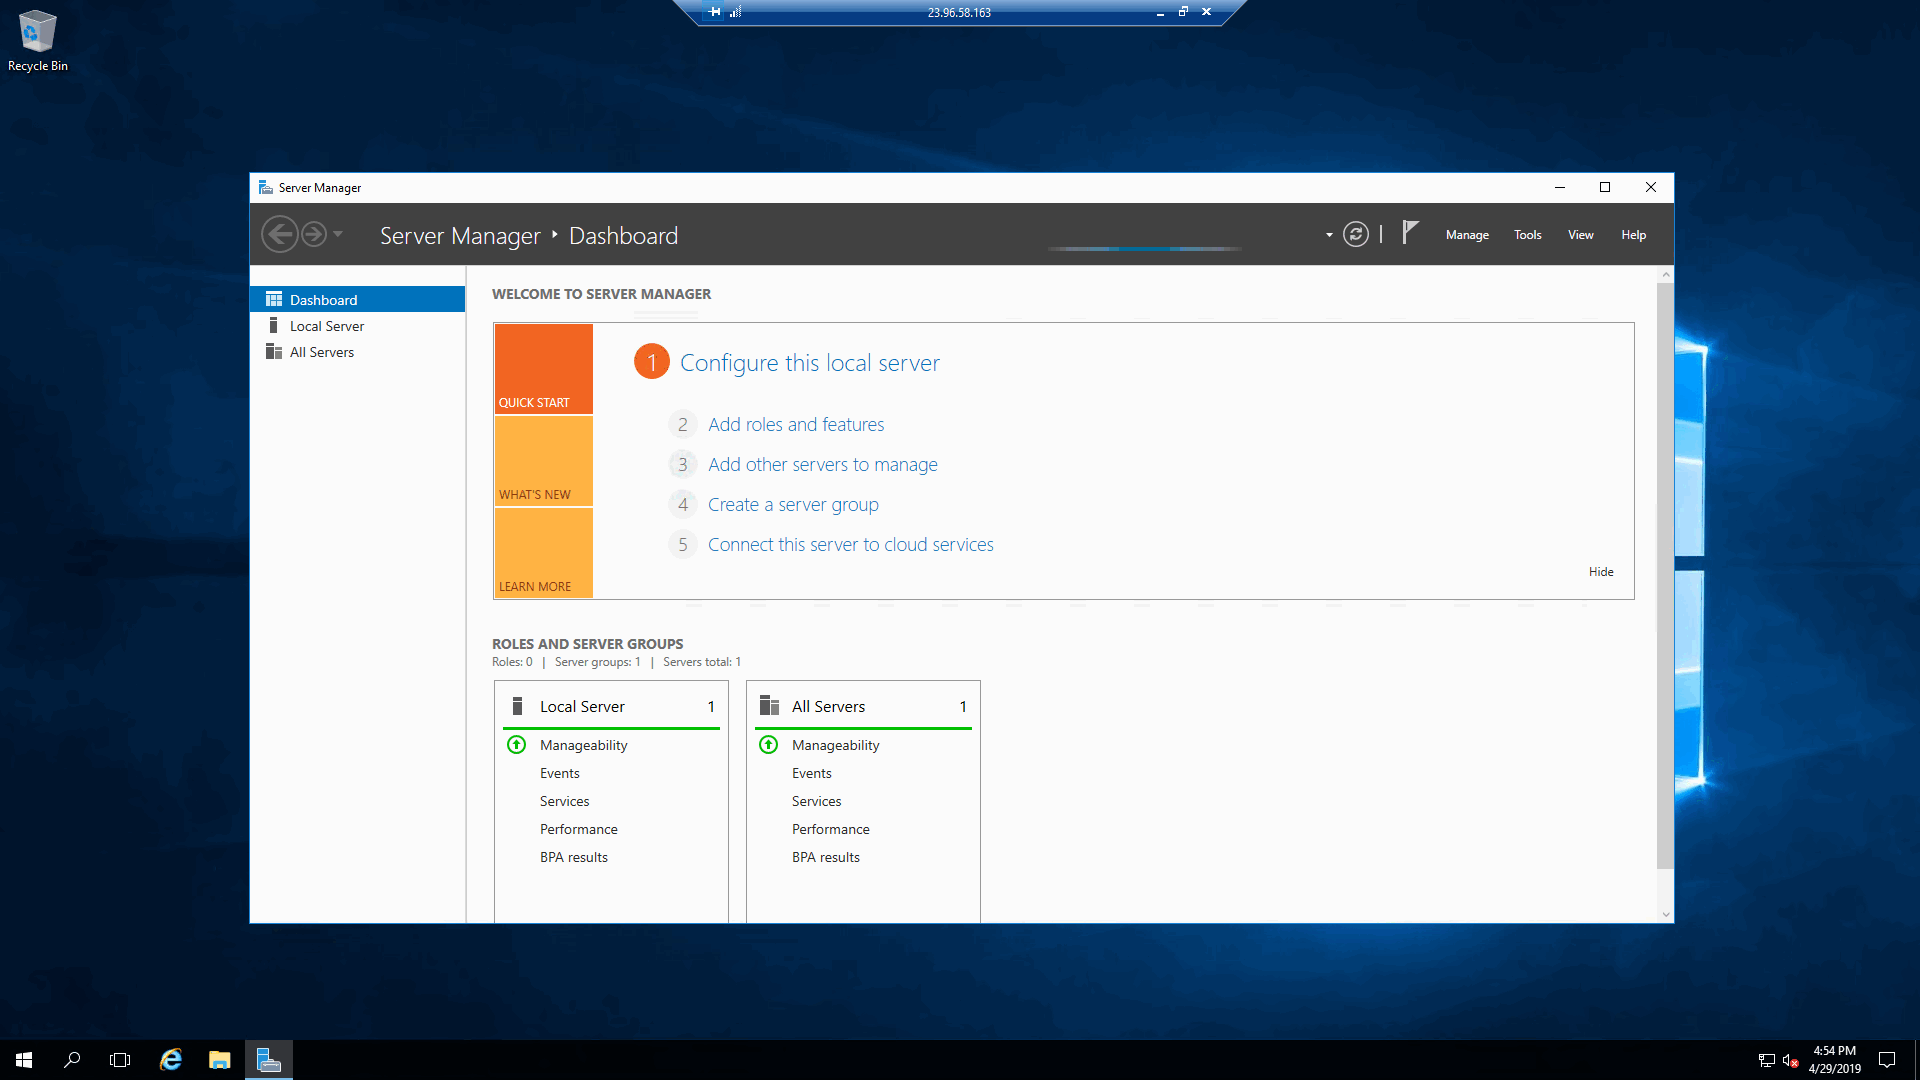 23.96.58.163
Recycle Bin
Server Manager
Server Manager Dashboard
Manage Tools View Help
Dashboard
Local Server
All Servers
WELCOME TO SERVER MANAGER
QUICK START
WHAT'S NEW
LEARN MORE
1 Configure this local server
2 Add roles and features
3 Add other servers to manage
4 Create a server group
5 Connect this server to cloud services
Hide
ROLES AND SERVER GROUPS
Roles: 0 | Server groups: 1 | Servers total: 1
Local Server 1
Manageability
Events
Services
Performance
BPA results
All Servers 1
Manageability
Events
Services
Performance
BPA results
4:54 PM
4/29/2019